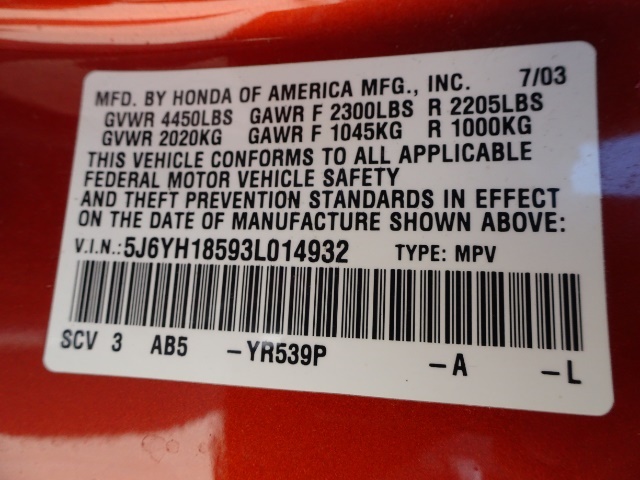 MFD. BY HONDA OF AMERICA MFG., INC. 7/03
GVWR 4450LBS GAWR F 2300LBS R 2205LBS
GVWR 2020KG GAWR F 1045KG R 1000KG
THIS VEHICLE CONFORMS TO ALL APPLICABLE
FEDERAL MOTOR VEHICLE SAFETY
AND THEFT PREVENTION STANDARDS IN EFFECT
ON THE DATE OF MANUFACTURE SHOWN ABOVE:
V.I.N.:5J6YH18593L014932 TYPE: MPV
SCV 3 AB5 -YR539P -A -L